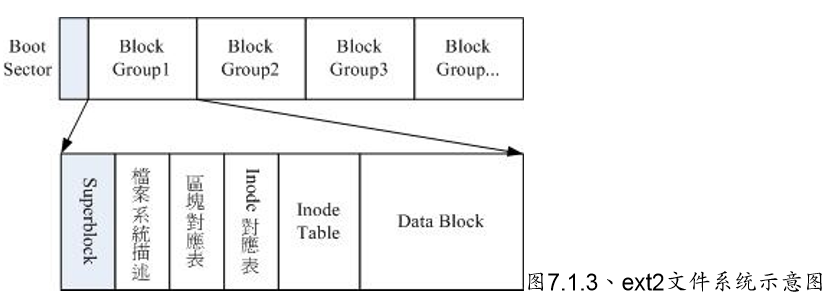 Boot
Sector
Block
Group1
Block
Group2
Block
Group3
Block
Group...
Superblock
檔案系統描述
區塊對應表
Inode 對應表
Inode
Table
Data Block
图7.1.3、ext2文件系统示意图